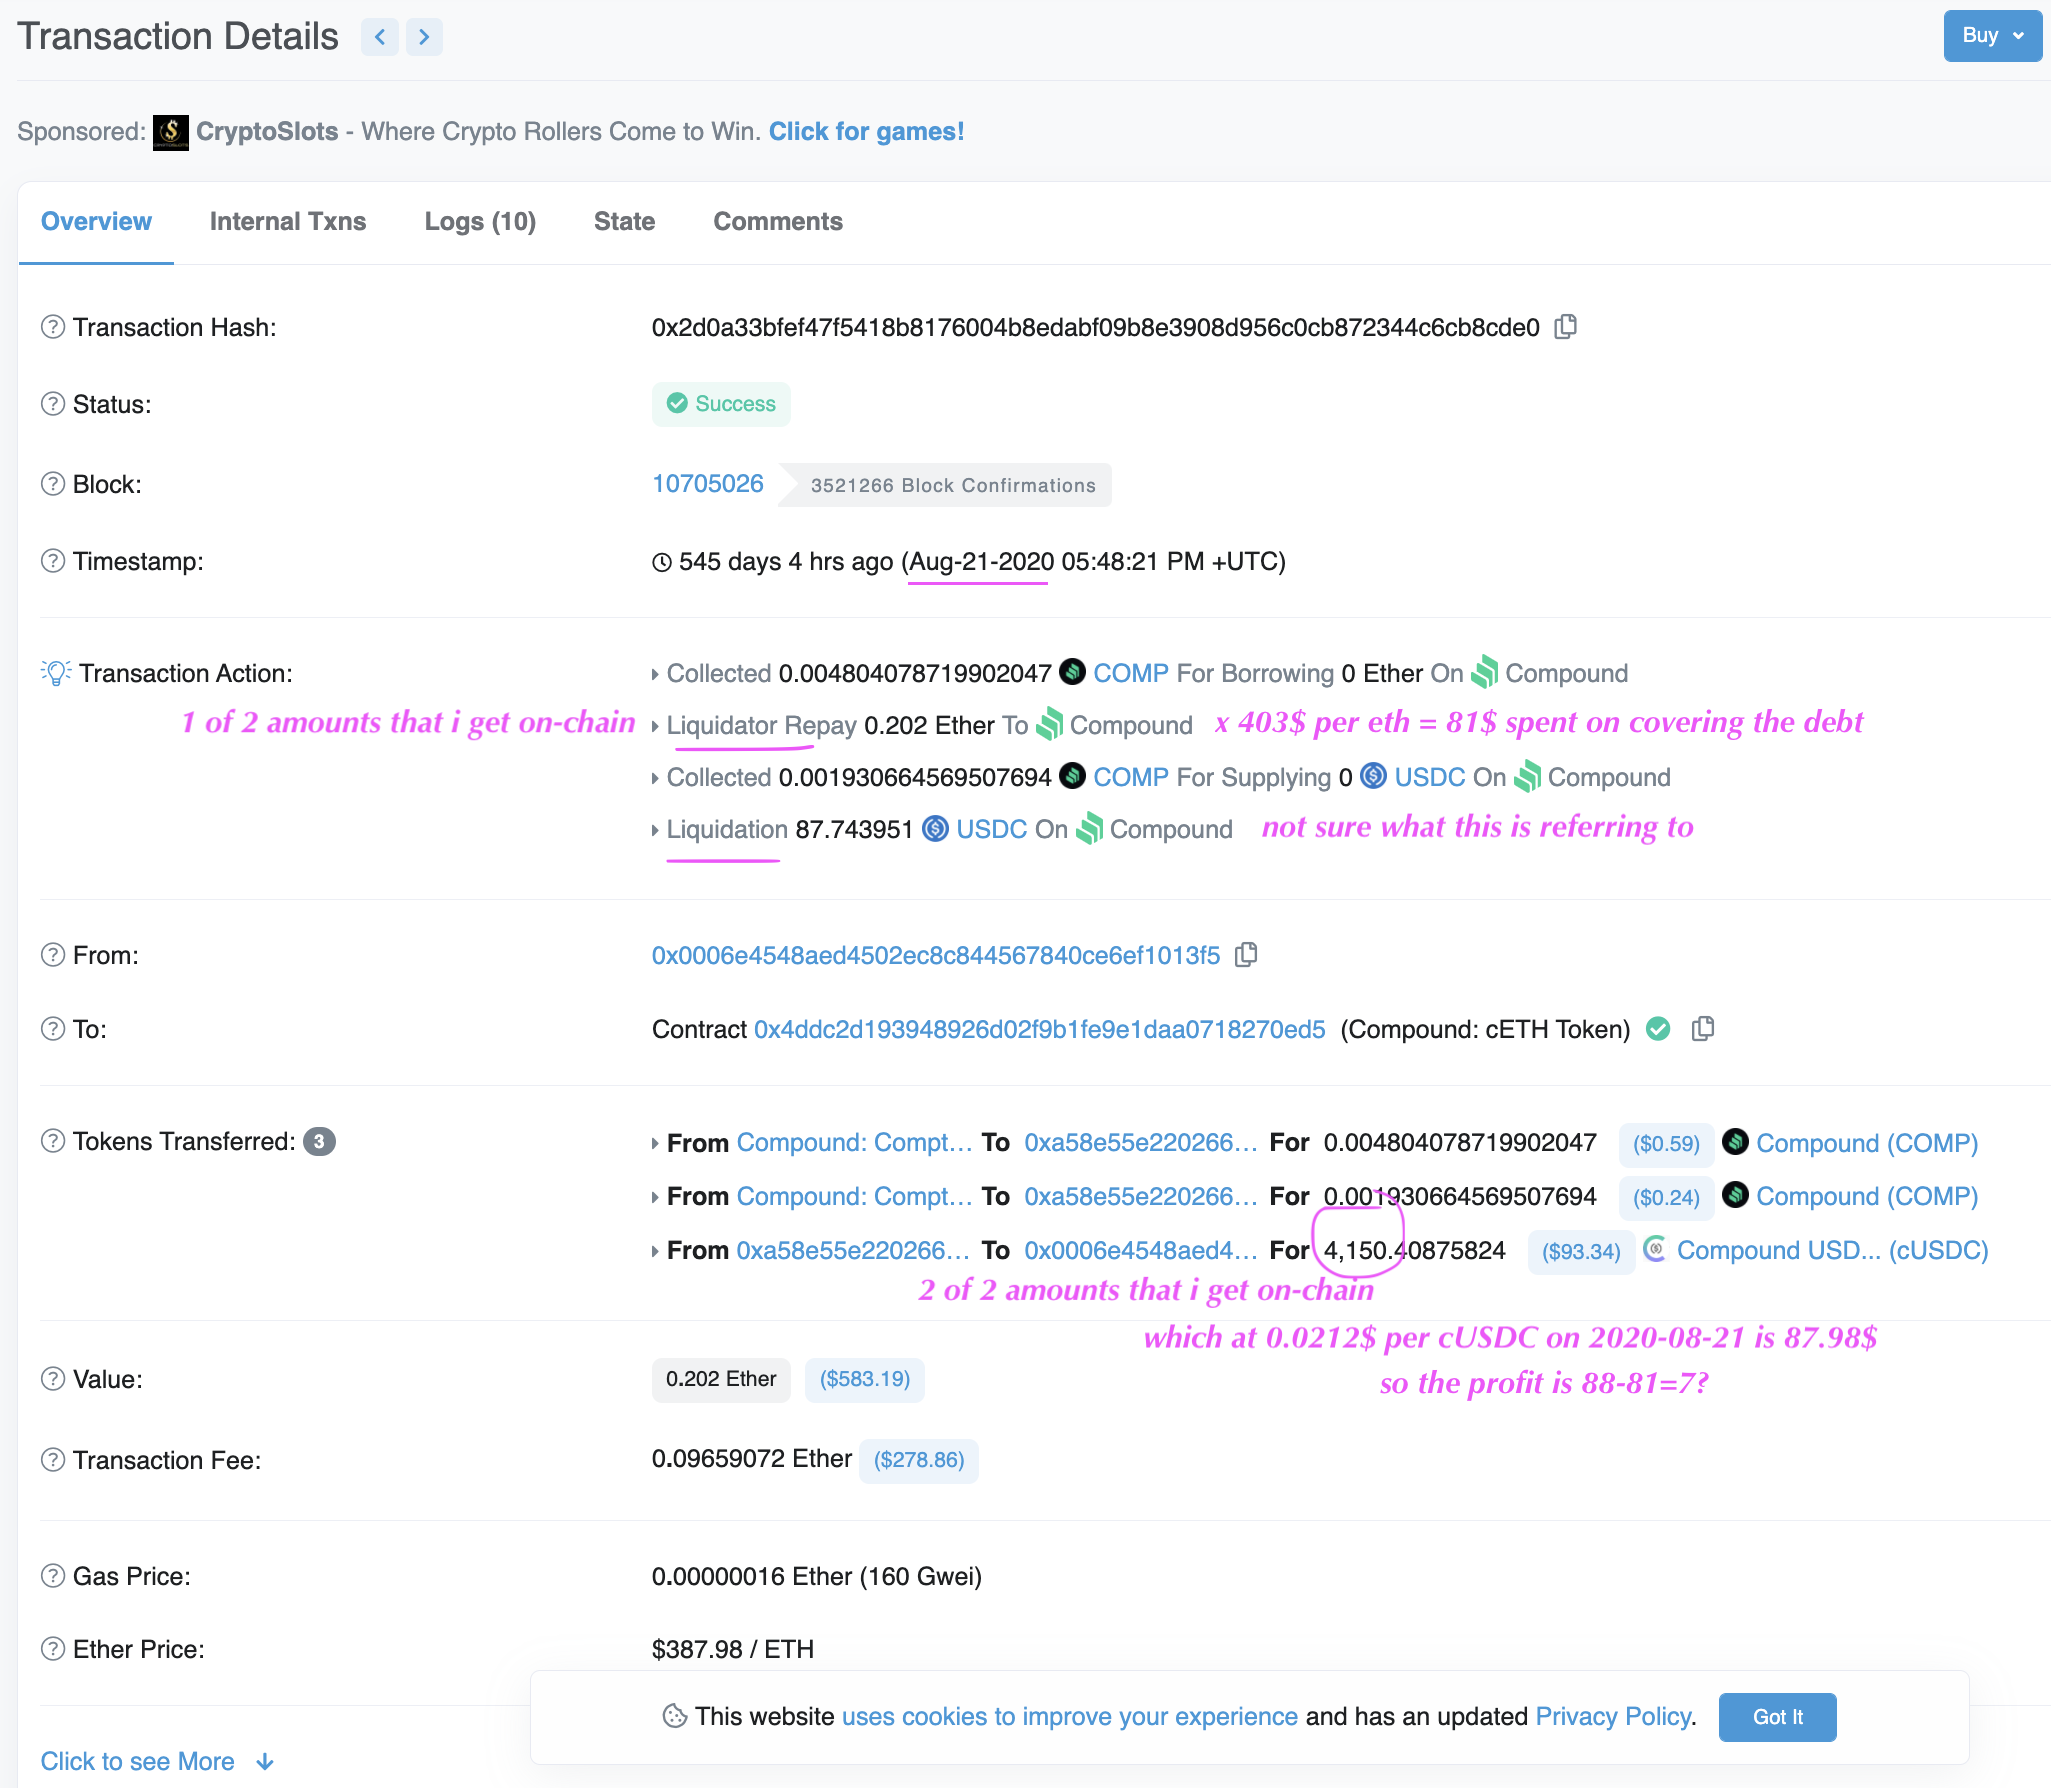 Transaction Details
Buy
Sponsored: CryptoSlots - Where Crypto Rollers Come to Win. Click for games!
Overview Internal Txns Logs (10) State Comments
Transaction Hash: 0x2d0a33bfef47f5418b8176004b8edabf09b8e3908d956c0cb872344c6cb8cde0
Status: Success
Block: 10705026 3521266 Block Confirmations
Timestamp: 545 days 4 hrs ago (Aug-21-2020 05:48:21 PM +UTC)
Transaction Action: Collected 0.004804078719902047 COMP For Borrowing 0 Ether On Compound
1 of 2 amounts that i get on-chain Liquidator Repay 0.202 Ether To Compound x 403$ per eth = 81$ spent on covering the debt
Collected 0.001930664569507694 COMP For Supplying 0 USDC On Compound
Liquidation 87.743951 USDC On Compound not sure what this is referring to
From: 0x0006e4548aed4502ec8c844567840ce6ef1013f5
To: Contract 0x4ddc2d193948926d02f9b1fe9e1daa0718270ed5 (Compound: cETH Token)
Tokens Transferred: 3 From Compound: Compt... To 0xa58e55e220266... For 0.004804078719902047 ($0.59) Compound (COMP)
From Compound: Compt... To 0xa58e55e220266... For 0.001930664569507694 ($0.24) Compound (COMP)
From 0xa58e55e220266... To 0x0006e4548aed4... For 4,150.40875824 ($93.34) Compound USD... (cUSDC)
2 of 2 amounts that i get on-chain
which at 0.0212$ per cUSDC on 2020-08-21 is 87.98$
so the profit is 88-81=7?
Value: 0.202 Ether ($583.19)
Transaction Fee: 0.09659072 Ether ($278.86)
Gas Price: 0.00000016 Ether (160 Gwei)
Ether Price: $387.98 / ETH
This website uses cookies to improve your experience and has an updated Privacy Policy. Got It
Click to see More